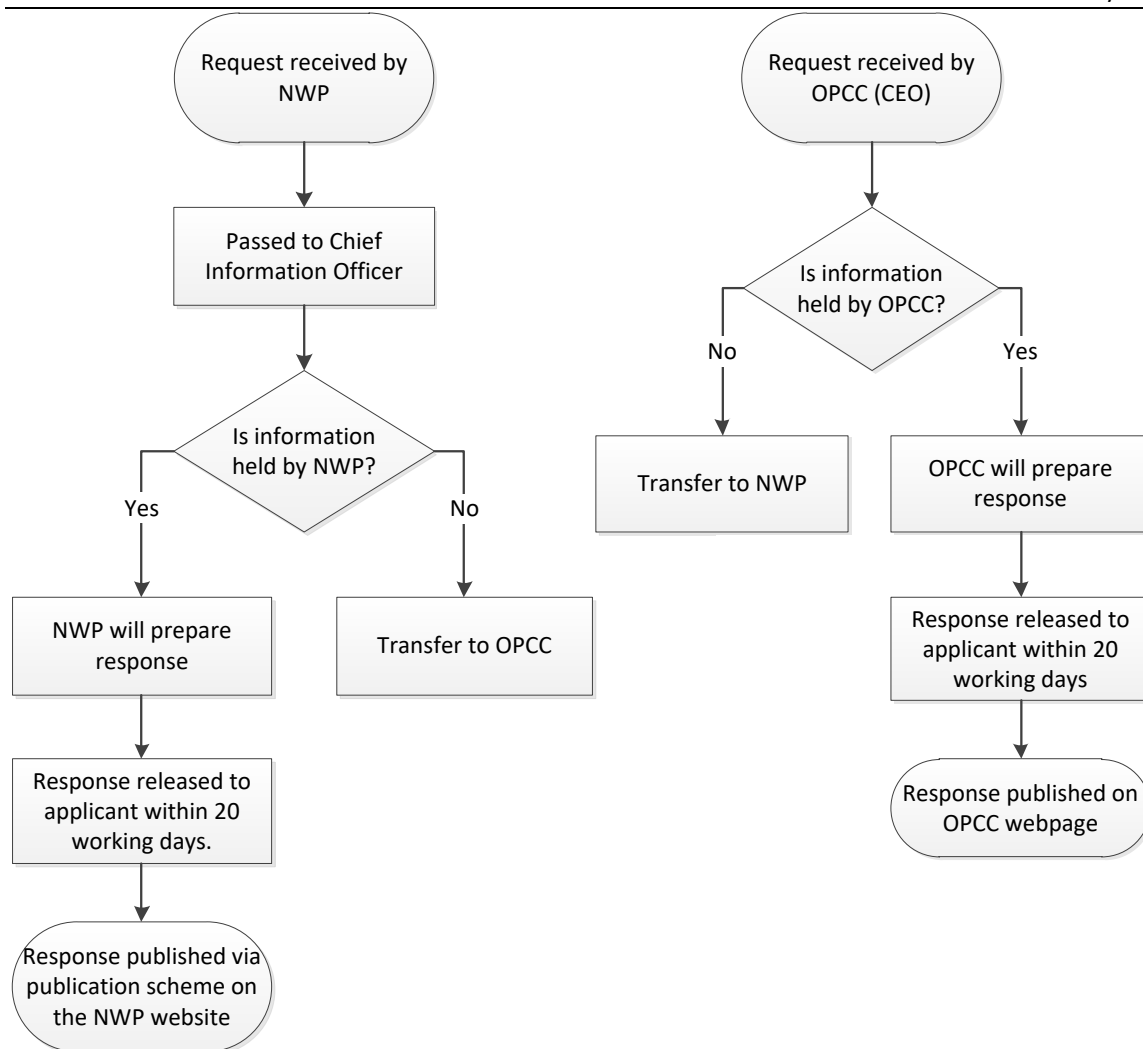 Request received by
NWP
Passed to Chief
Information Officer
Is information
held by NWP?
Yes
No
NWP will prepare
response
Transfer to OPCC
Response released to
applicant within 20
working days.
Response published via
publication scheme on
the NWP website
Request received by
OPCC (CEO)
Is information
held by OPCC?
No
Yes
Transfer to NWP
OPCC will prepare
response
Response released to
applicant within 20
working days
Response published on
OPCC webpage